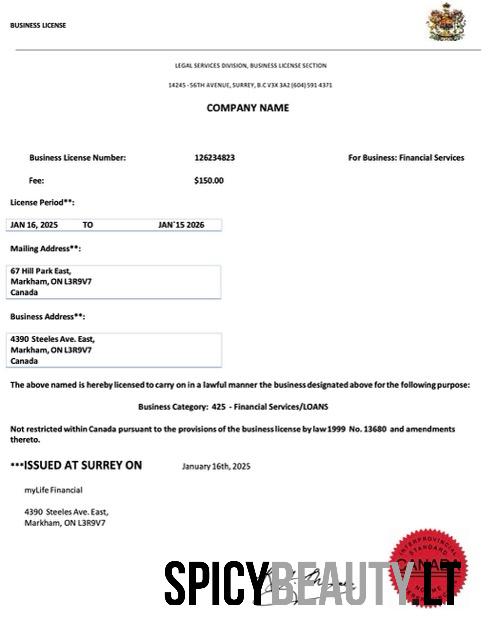 BUSINESS LICENSE
LEGAL SERVICES DIVISION, BUSINESS LICENSE SECTION
14245 - 56TH AVENUE, SURREY, B.C V3X 3A2 (604) 591 4371
COMPANY NAME
Business License Number: 126234823 For Business: Financial Services
Fee: $150.00
License Period**:
JAN 16, 2025 TO JAN`15 2026
Mailing Address**:
67 Hill Park East,
Markham, ON L3R9V7
Canada
Business Address**:
4390 Steeles Ave. East,
Markham, ON L3R9V7
Canada
The above named is hereby licensed to carry on in a lawful manner the business designated above for the following purpose:
Business Category: 425 - Financial Services/LOANS
Not restricted within Canada pursuant to the provisions of the business license by law 1999 No. 13680 and amendments
thereto.
***ISSUED AT SURREY ON January 16th, 2025
myLife Financial
4390 Steeles Ave. East,
Markham, ON L3R9V7
INTERPROVINCIAL
STANDARD
CANADA
SPICYBEAUTY.LT